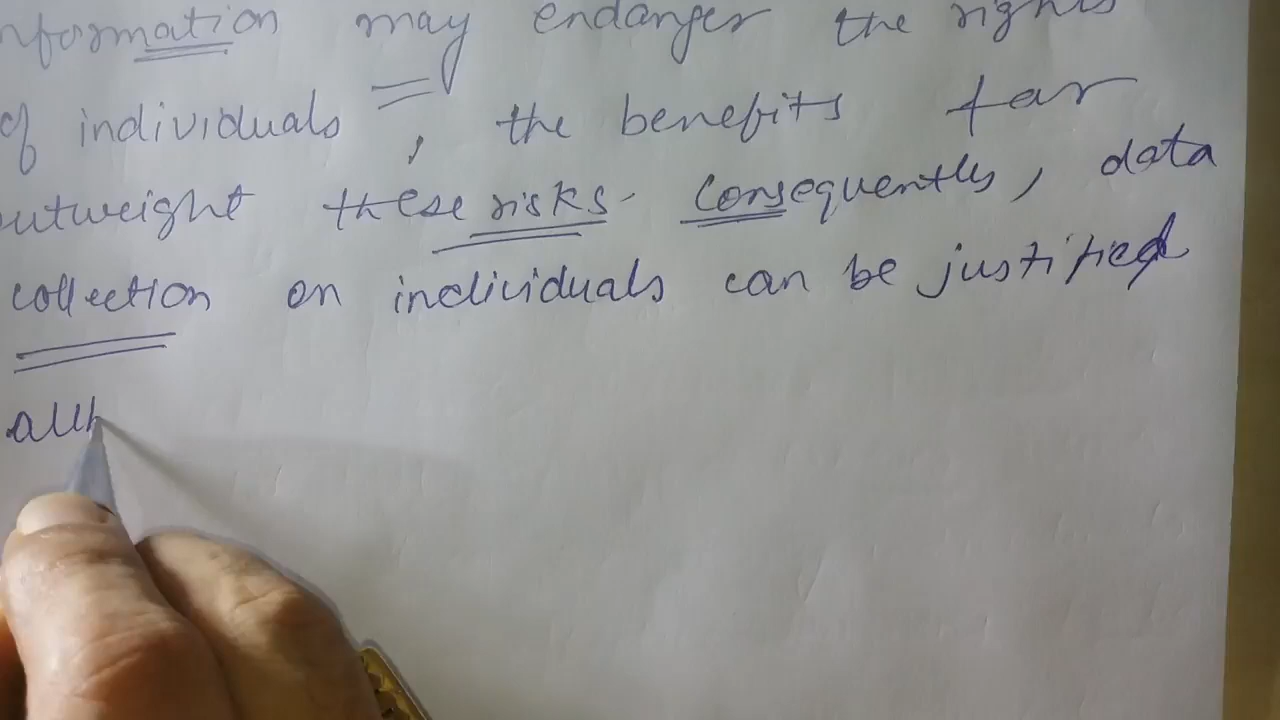 nformation may endanger the rights
of individuals, the benefits far
outweight these risks. Consequently, data
collection on individuals can be justified